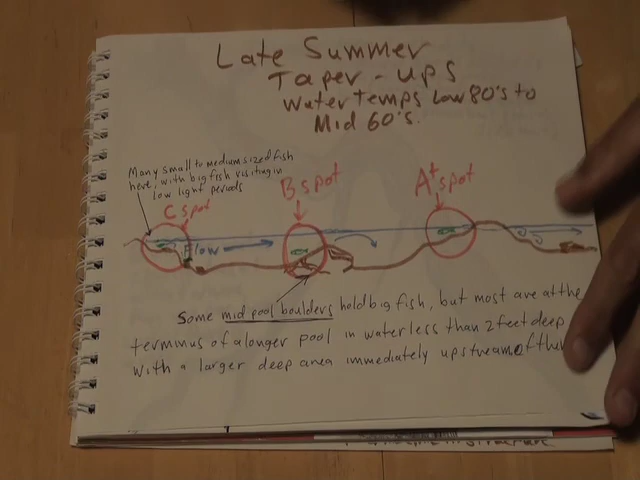 Late Summer
Taper-ups
Water Temps Low 80's to
Mid 60's.
Many small to medium sized fish
here, with big fish visiting in
low light periods
C spot
B spot
A+ spot
Flow
Some mid pool boulders hold big fish, but most are at the
terminus of a longer pool in water less than 2 feet deep
with a larger deep area immediately upstream of